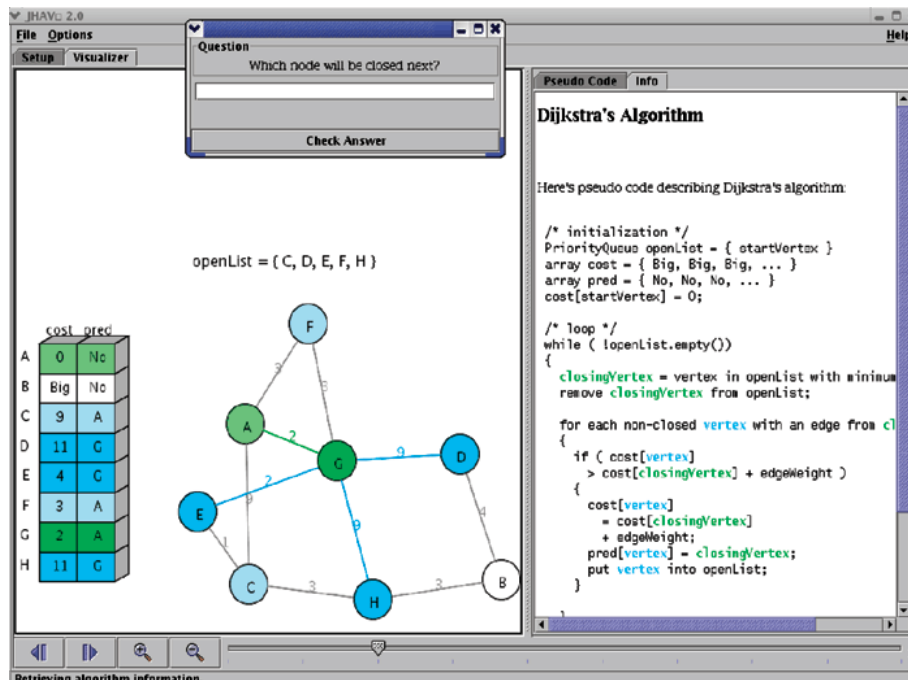 JHAVÉ 2.0
File Options Help
Setup Visualizer
Question
Which node will be closed next?
Check Answer
Pseudo Code Info
Dijkstra's Algorithm
Here's pseudo code describing Dijkstra's algorithm:
/* initialization */
PriorityQueue openList = { startVertex }
array cost = { Big, Big, Big, ... }
array pred = { No, No, No, ... }
cost[startVertex] = 0;
/* loop */
while ( !openList.empty())
{
closingVertex = vertex in openList with minimum
remove closingVertex from openList;
for each non-closed vertex with an edge from cl
{
if ( cost[vertex]
> cost[closingVertex] + edgeWeight )
{
cost[vertex]
= cost[closingVertex]
+ edgeWeight;
pred[vertex] = closingVertex;
put vertex into openList;
}
}
openList = { C, D, E, F, H }
cost pred
A 0 No
B Big No
C 9 A
D 11 G
E 4 G
F 3 A
G 2 A
H 11 G
F
3 3
A
2
G
9
D
2
E
9
9
4
1
C
3
H
3
B
Retrieving algorithm information